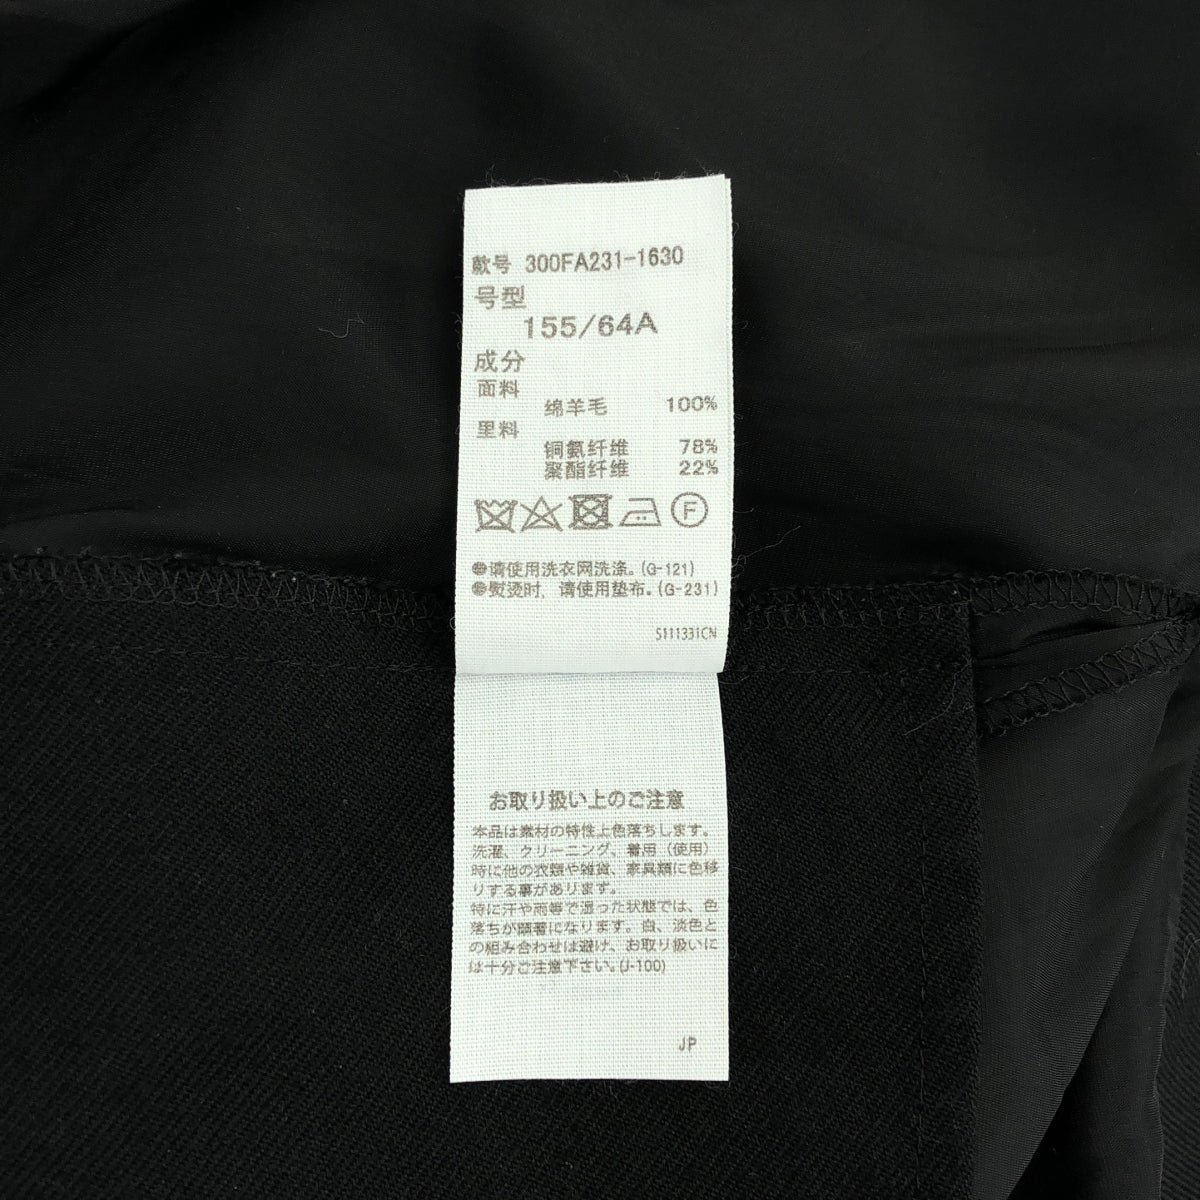 款号 300FA231-1630
号型
155/64A
成分
面料
绵羊毛 100%
里料
铜氨纤维 78%
聚酯纤维 22%
F
●请使用洗衣网洗涤。(G-121)
●熨烫时, 请使用垫布。(G-231)
S111331CN
お取り扱い上のご注意
本品は素材の特性上色落ちします。
洗濯、クリーニング、着用（使用）
時に他の衣類や雑貨、家具類に色移
りする事があります。
特に汗や雨等で湿った状態では、色
落ちが顕著になります。白、淡色と
の組み合わせは避け、お取り扱いに
は十分ご注意下さい。(J-100)
JP